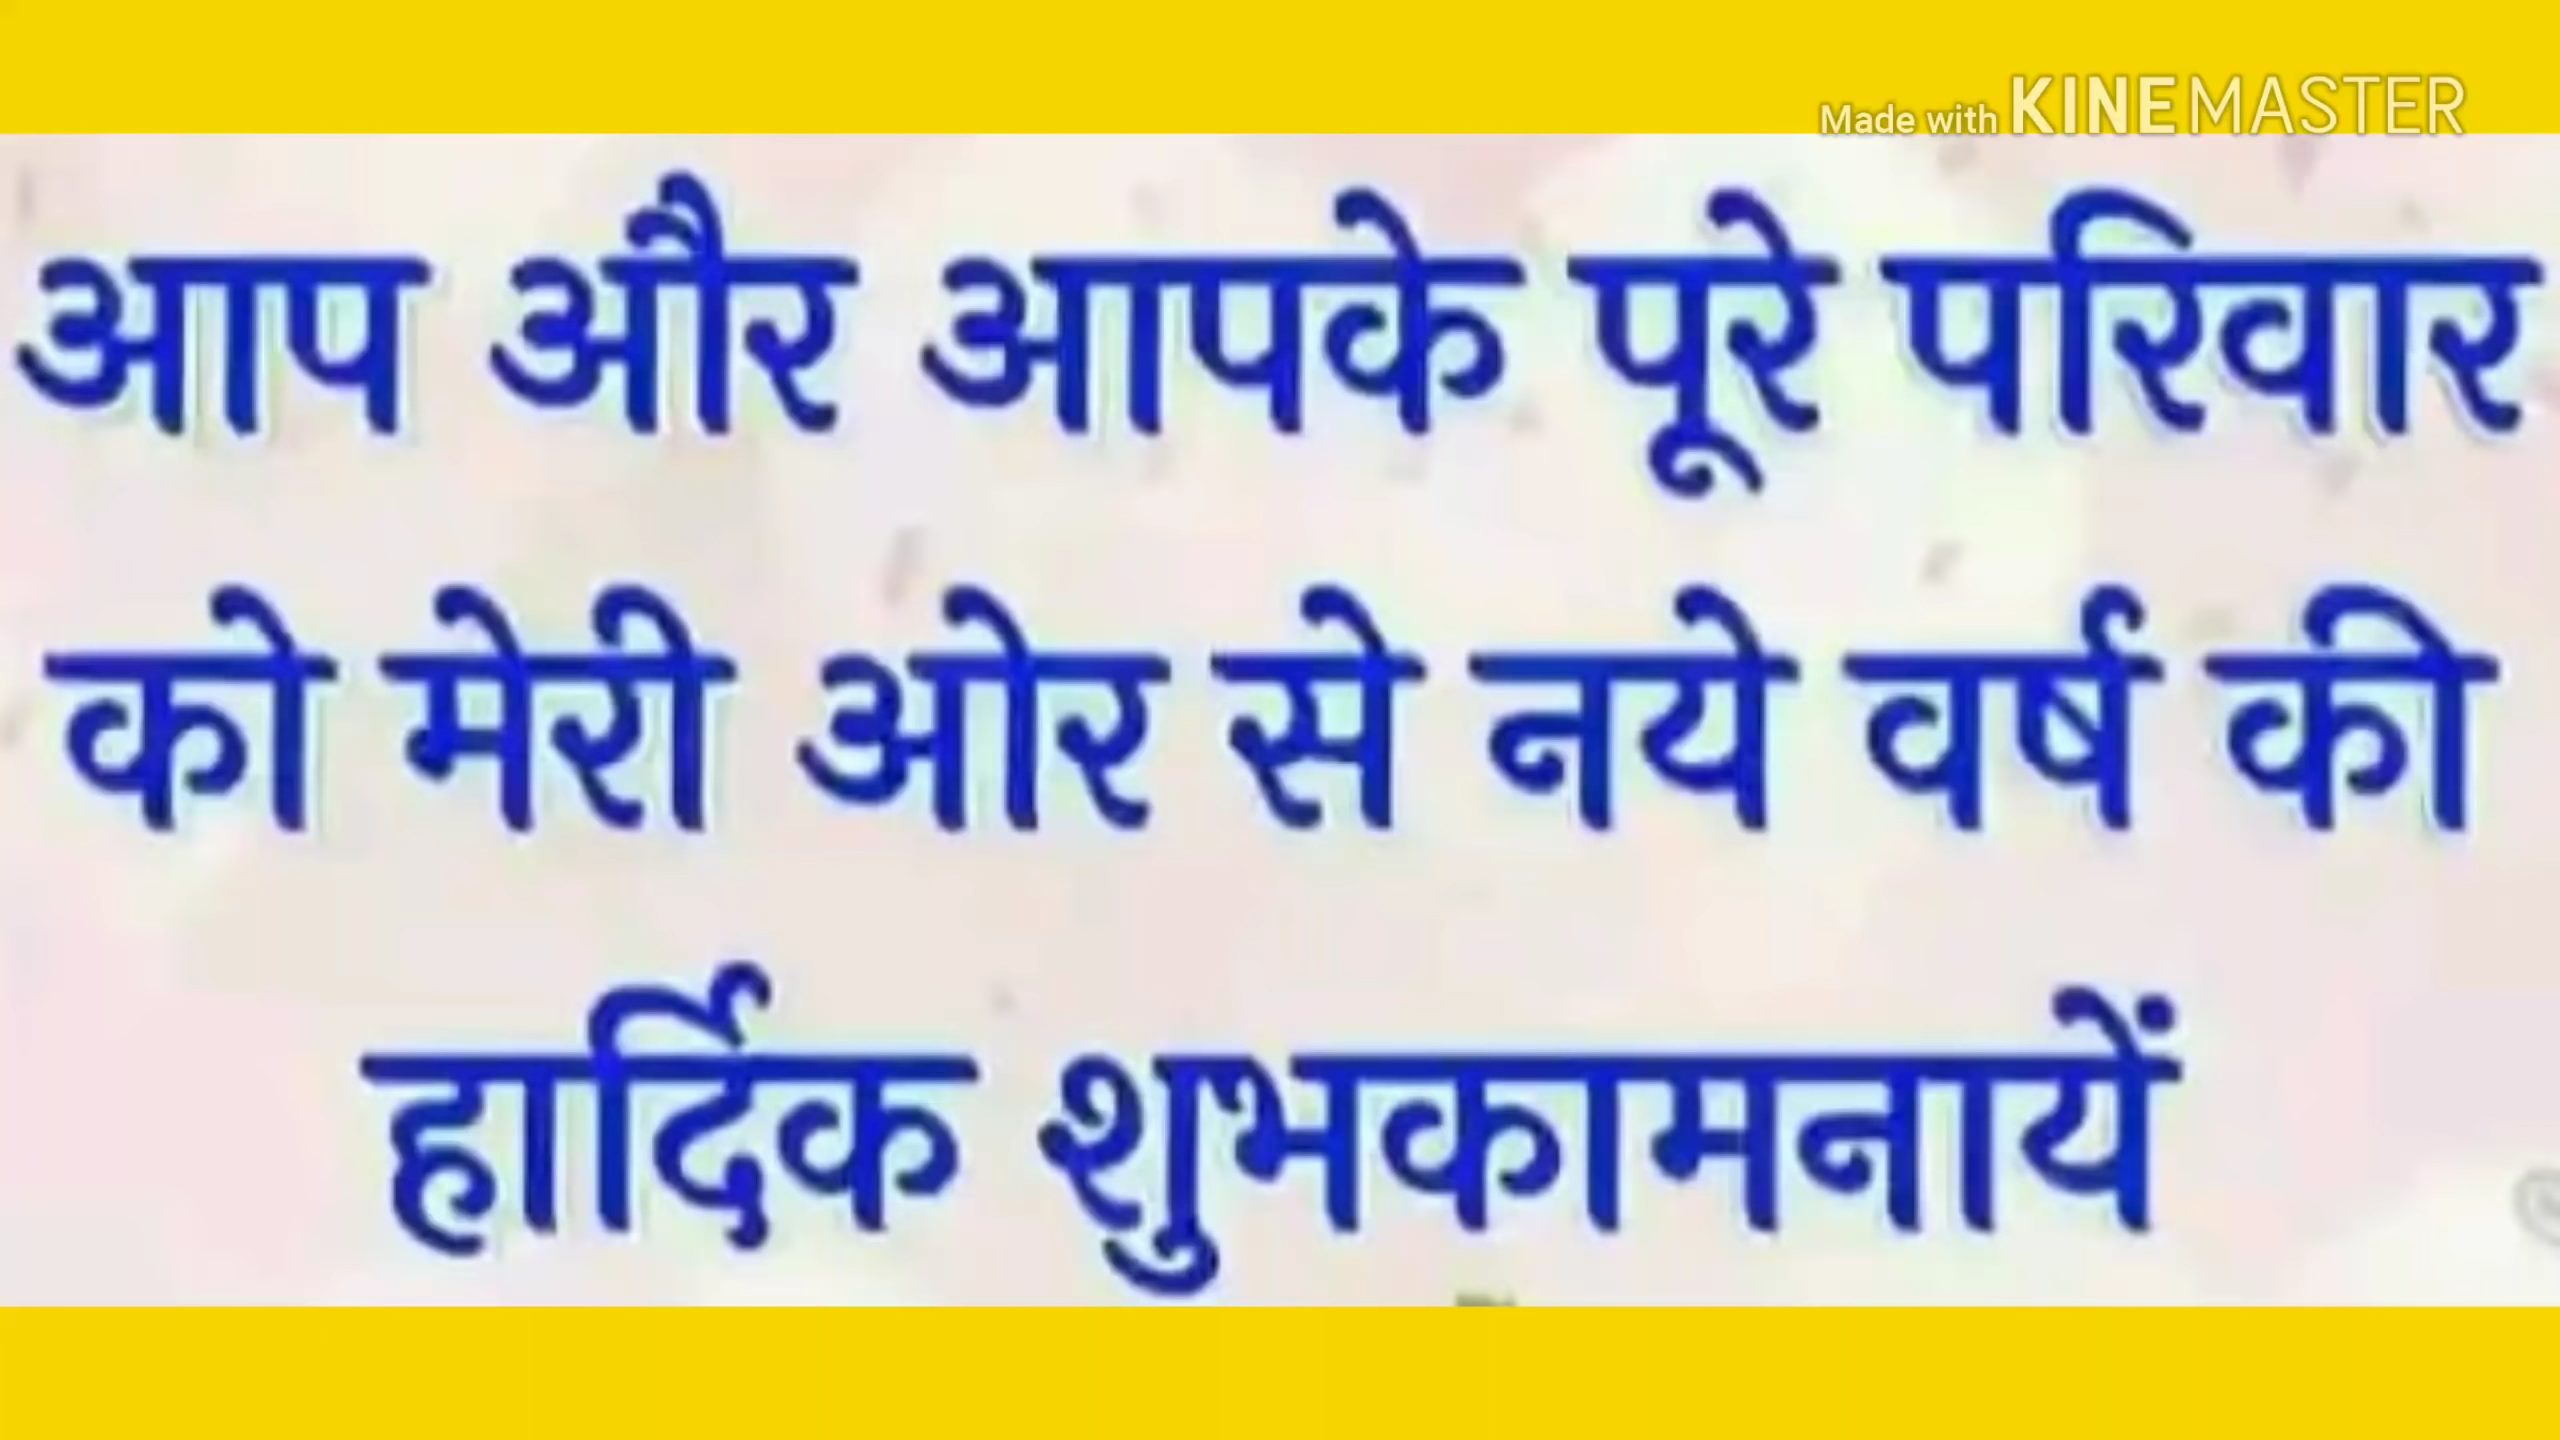 Made with KINEMASTER
आप और आपके पूरे परिवार
को मेरी ओर से नये वर्ष की
हार्दिक शुभकामनायें